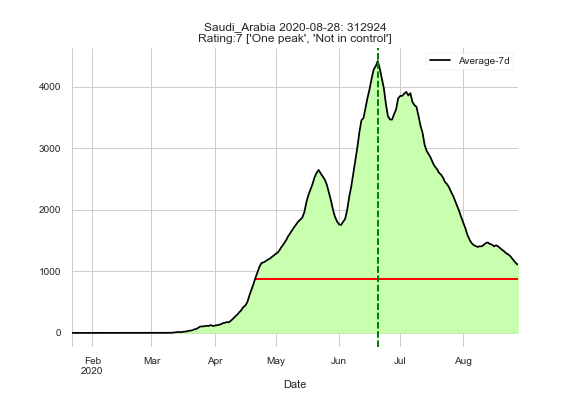 Saudi_Arabia 2020-08-28: 312924
Rating:7 ['One peak', 'Not in control']
Average-7d
4000
3000
2000
1000
0
Feb
2020
Mar
Apr
May
Jun
Jul
Aug
Date